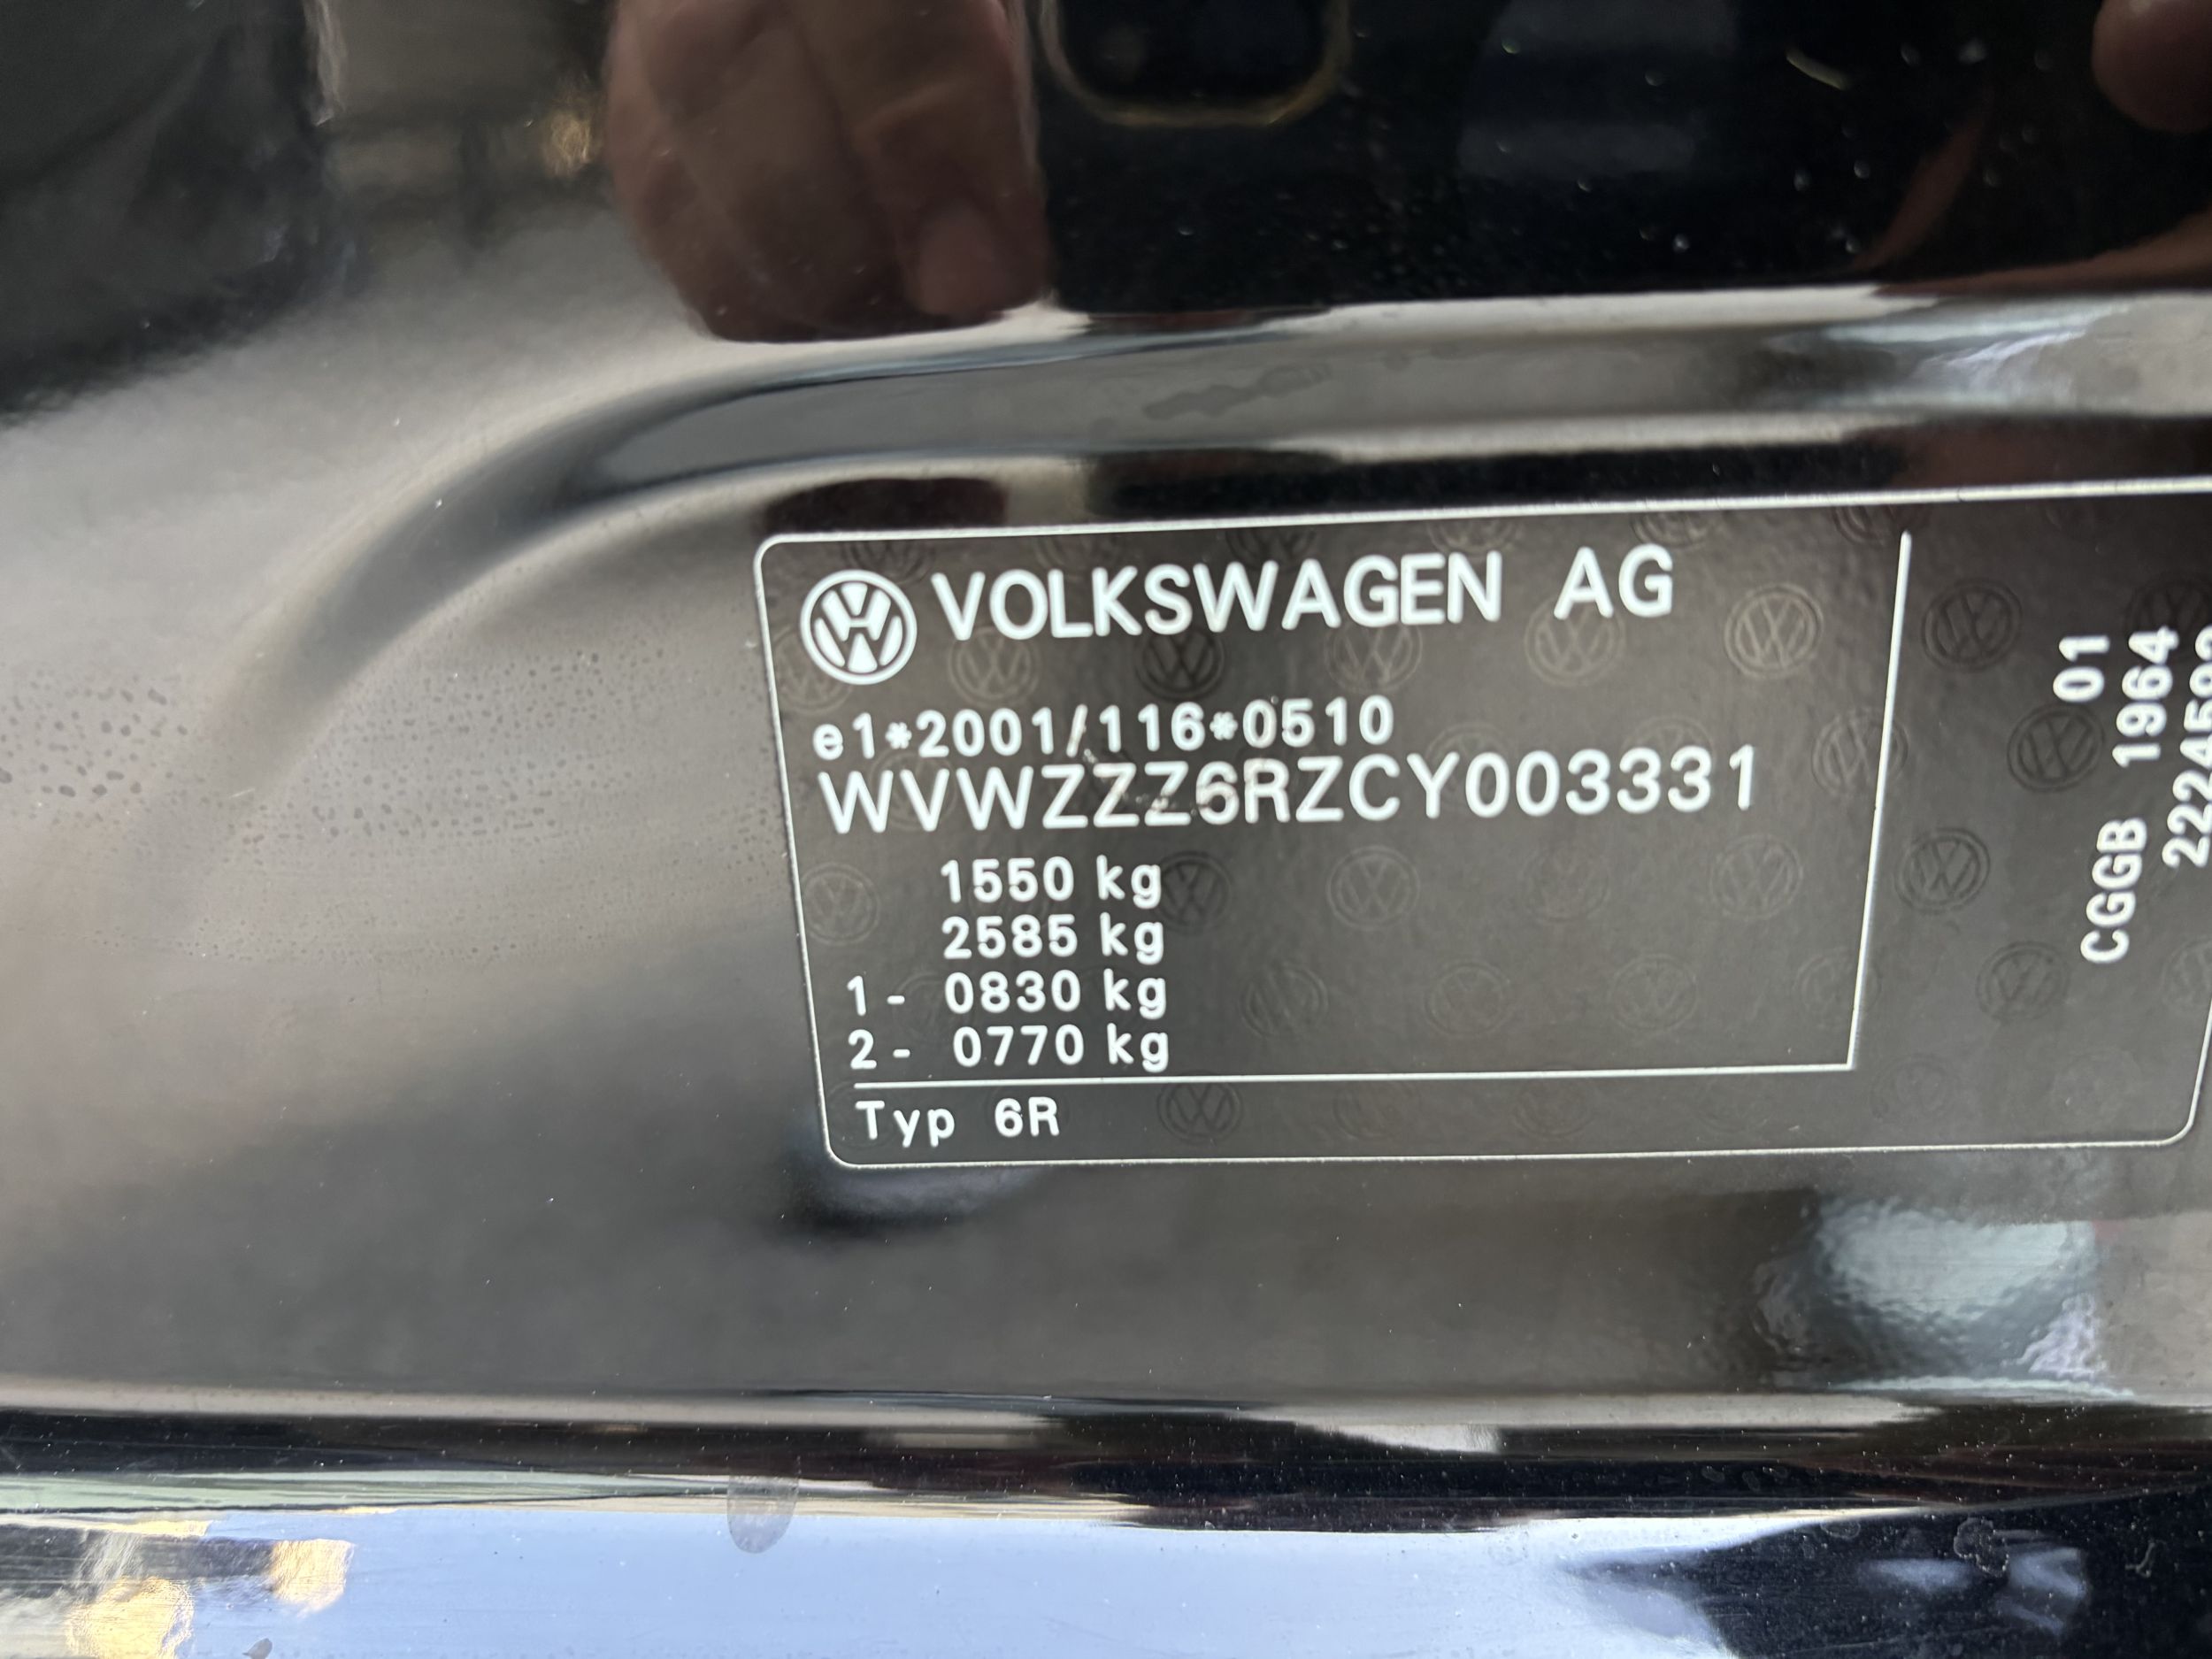 VOLKSWAGEN AG
e1*2001/116*0510
WVWZZZ6RZCY003331
1550 kg
2585 kg
1- 0830 kg
2- 0770 kg
Typ 6R
01
CGGB 1964